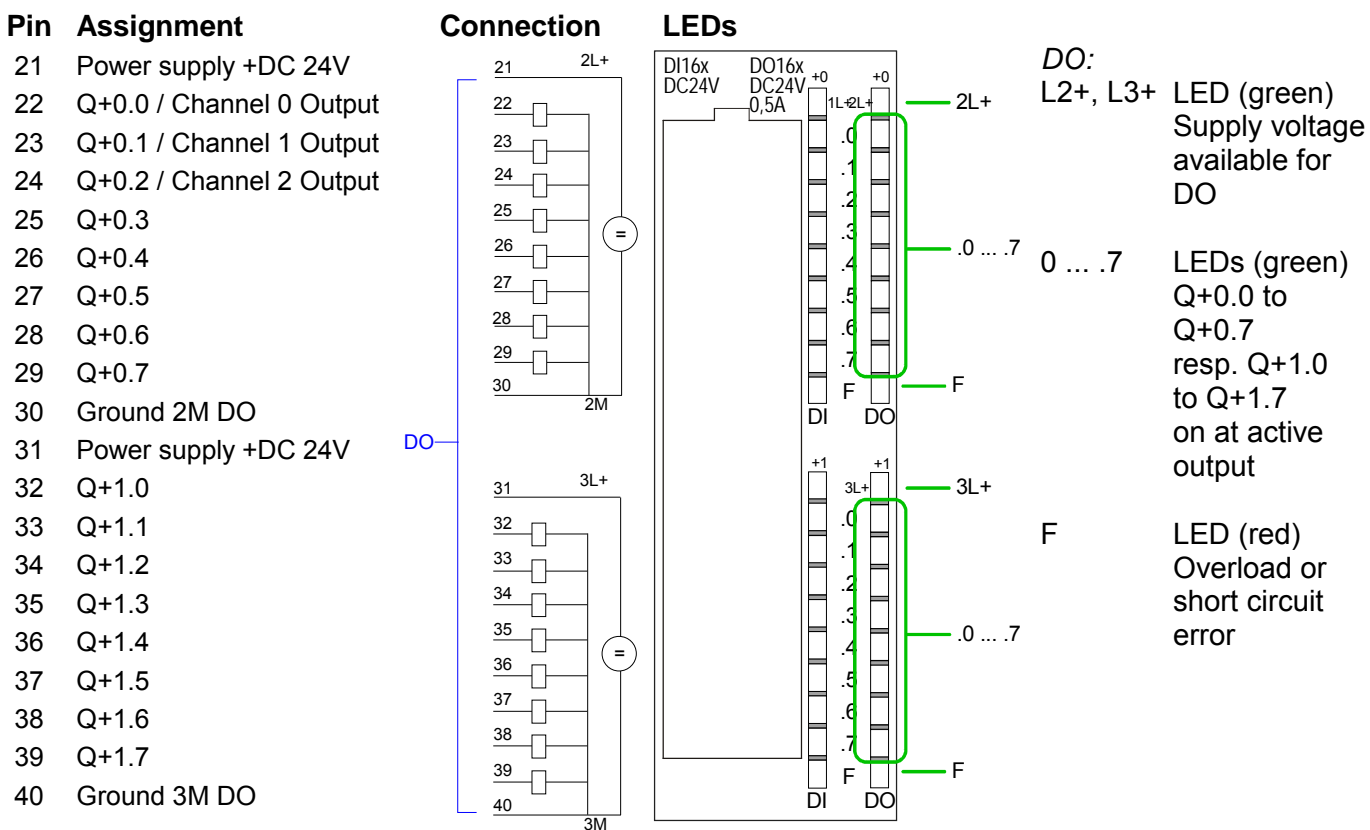 Pin Assignment Connection LEDs
21 Power supply +DC 24V
22 Q+0.0 / Channel 0 Output
23 Q+0.1 / Channel 1 Output
24 Q+0.2 / Channel 2 Output
25 Q+0.3
26 Q+0.4
27 Q+0.5
28 Q+0.6
29 Q+0.7
30 Ground 2M DO
31 Power supply +DC 24V
32 Q+1.0
33 Q+1.1
34 Q+1.2
35 Q+1.3
36 Q+1.4
37 Q+1.5
38 Q+1.6
39 Q+1.7
40 Ground 3M DO
DO
21 2L+
22
23
24
25
=
26
27
28
29
30
2M
31 3L+
32
33
34
35
=
36
37
38
39
40
3M
DI16x DO16x
DC24V DC24V
0,5A
+0 +0
1L+ 2L+
.0
.1
.2
.3
.4
.5
.6
.7
F
DI DO
+1 +1
3L+
.0
.1
.2
.3
.4
.5
.6
.7
F
DI DO
2L+
.0 ... .7
F
3L+
.0 ... .7
F
DO:
L2+, L3+ LED (green)
Supply voltage
available for
DO
0 ... .7 LEDs (green)
Q+0.0 to
Q+0.7
resp. Q+1.0
to Q+1.7
on at active
output
F LED (red)
Overload or
short circuit
error